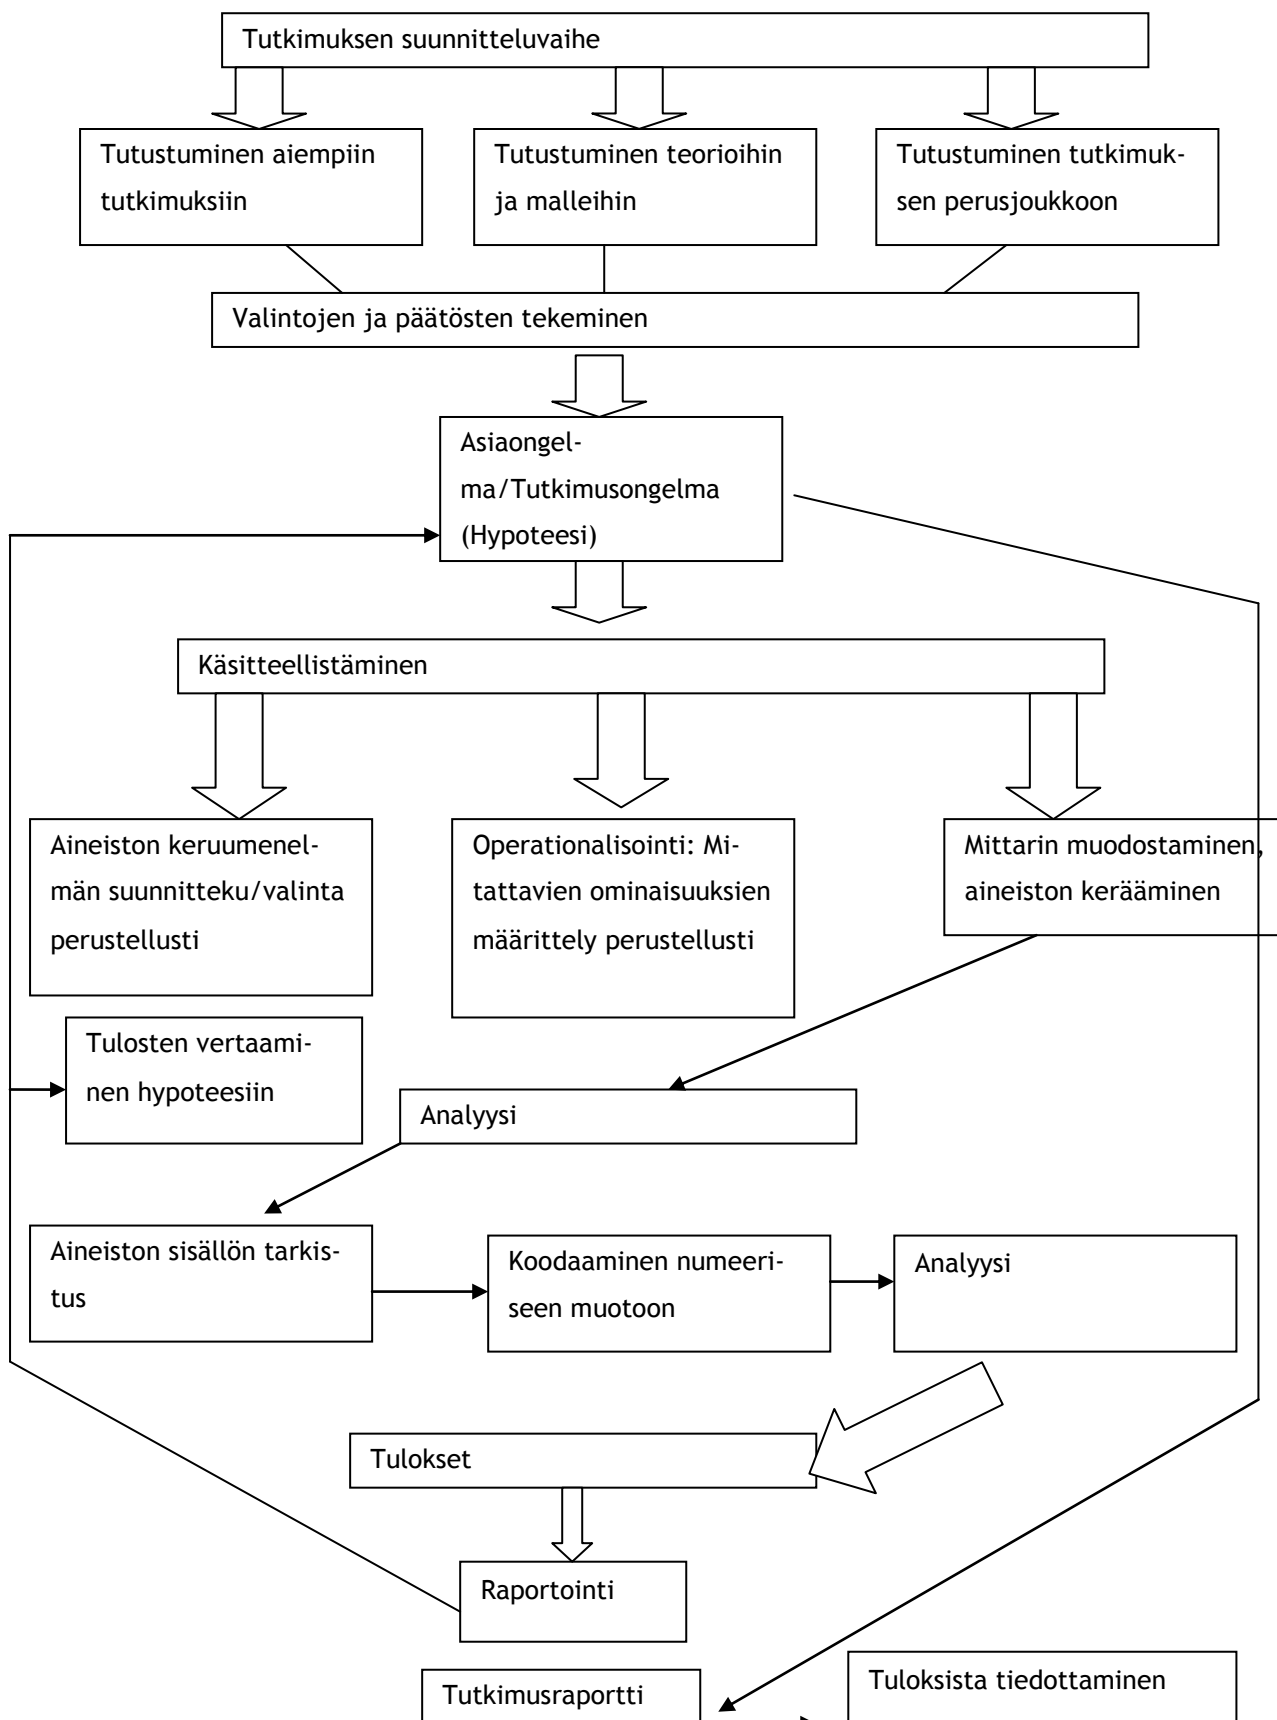 Tutkimuksen suunnitteluvaihe
Tutustuminen aiempiin
tutkimuksiin
Tutustuminen teorioihin
ja malleihin
Tutustuminen tutkimuk-
sen perusjoukkoon
Valintojen ja päätösten tekeminen
Asiaongel-
ma/Tutkimusongelma
(Hypoteesi)
Käsitteellistäminen
Aineiston keruumenel-
män suunnitteku/valinta
perustellusti
Operationalisointi: Mi-
tattavien ominaisuuksien
määrittely perustellusti
Mittarin muodostaminen,
aineiston kerääminen
Tulosten vertaami-
nen hypoteesiin
Analyysi
Aineiston sisällön tarkis-
tus
Koodaaminen numeeri-
seen muotoon
Analyysi
Tulokset
Raportointi
Tutkimusraportti
Tuloksista tiedottaminen